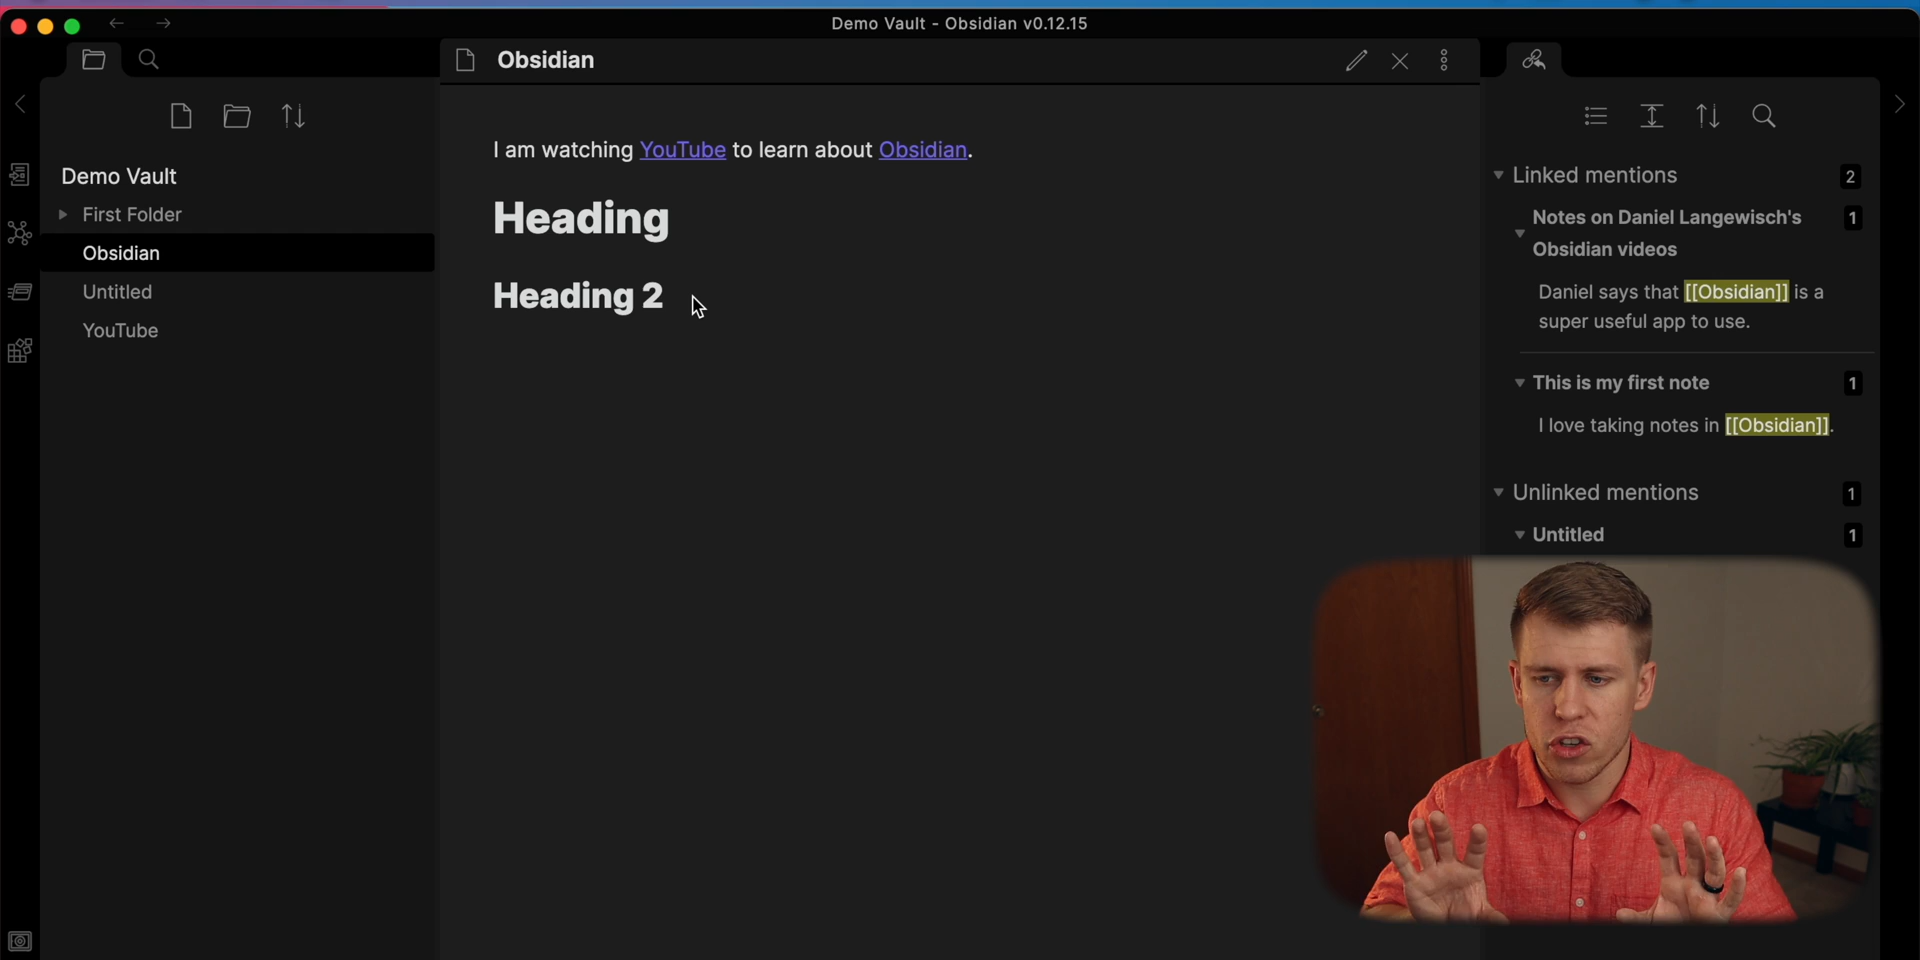 Demo Vault - Obsidian v0.12.15
Obsidian
Demo Vault
First Folder
Obsidian
Untitled
YouTube
I am watching YouTube to learn about Obsidian.
Heading
Heading 2
Linked mentions 2
Notes on Daniel Langewisch's 1
Obsidian videos
Daniel says that [[Obsidian]] is a
super useful app to use.
This is my first note 1
I love taking notes in [[Obsidian]].
Unlinked mentions 1
Untitled 1